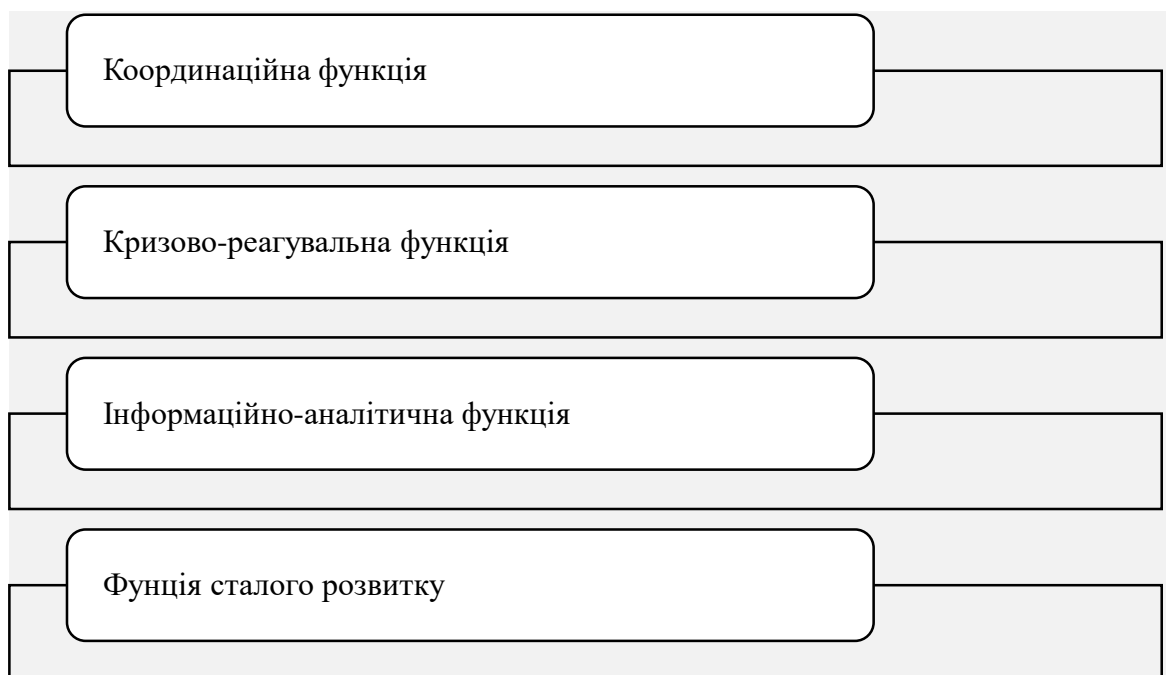 Координаційна функція
Кризово-реагувальна функція
Інформаційно-аналітична функція
Фунція сталого розвитку